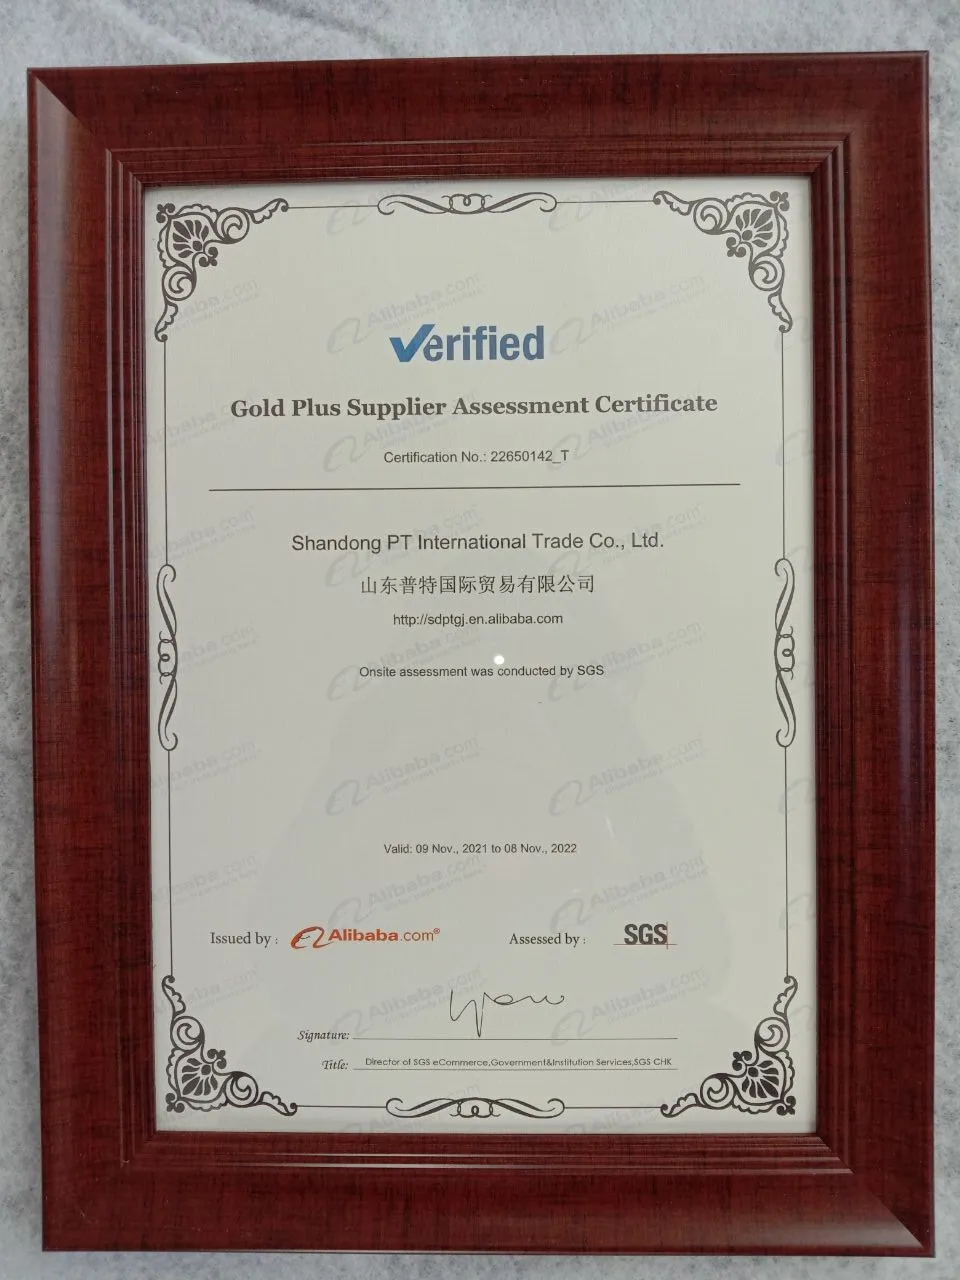 Verified
Gold Plus Supplier Assessment Certificate
Certification No.: 22650142_T
Shandong PT International Trade Co., Ltd.
山东普特国际贸易有限公司
http://sdptgj.en.alibaba.com
Onsite assessment was conducted by SGS
Valid: 09 Nov., 2021 to 08 Nov., 2022
Issued by : Alibaba.com® Assessed by : SGS
Signature:
Title: Director of SGS eCommerce,Government&Institution Services,SGS CHK